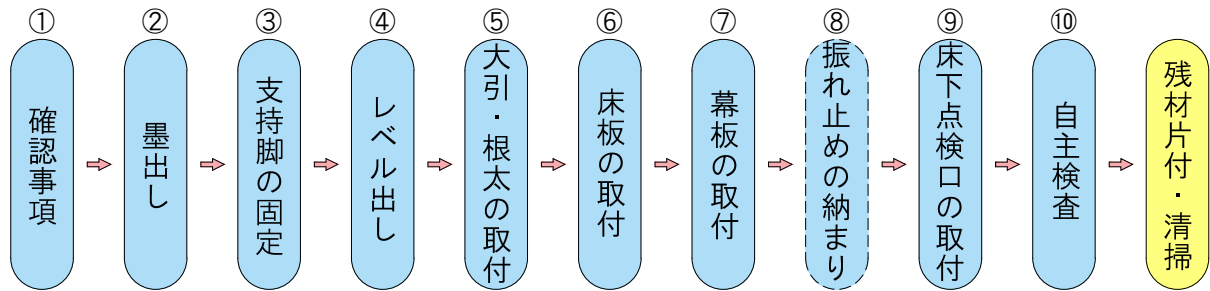 ①
確認事項
②
墨出し
③
支持脚の固定
④
レベル出し
⑤
大引・根太の取付
⑥
床板の取付
⑦
幕板の取付
⑧
振れ止めの納まり
⑨
床下点検口の取付
⑩
自主検査
残材片付・清掃